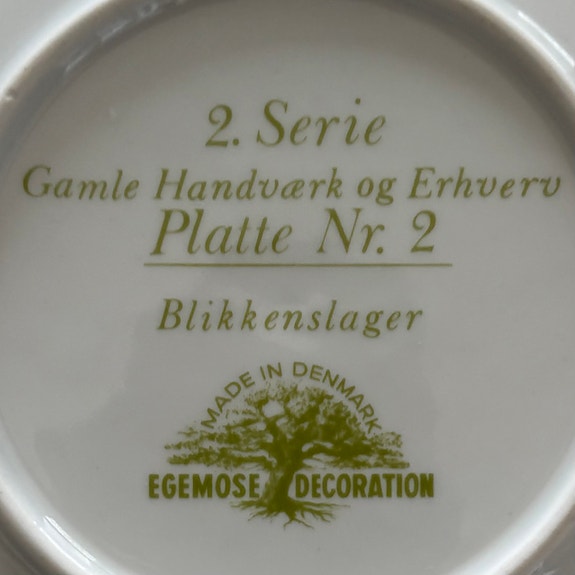 2. Serie
Gamle Handværk og Erhverv
Platte Nr. 2
Blikkenslager
MADE IN DENMARK
EGEMOSE DECORATION